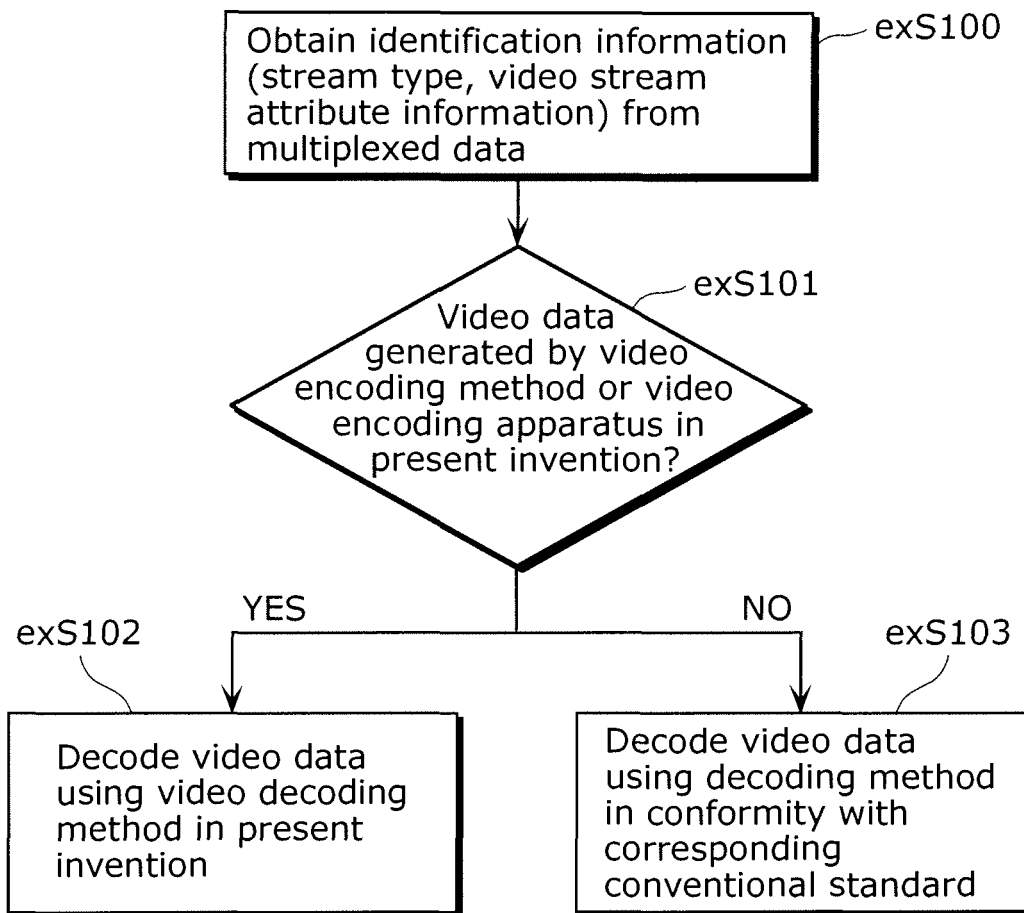 exS100
Obtain identification information
(stream type, video stream
attribute information) from
multiplexed data
exS101
Video data
generated by video
encoding method or video
encoding apparatus in
present invention?
YES
NO
exS102
exS103
Decode video data
using video decoding
method in present
invention
Decode video data
using decoding method
in conformity with
corresponding
conventional standard